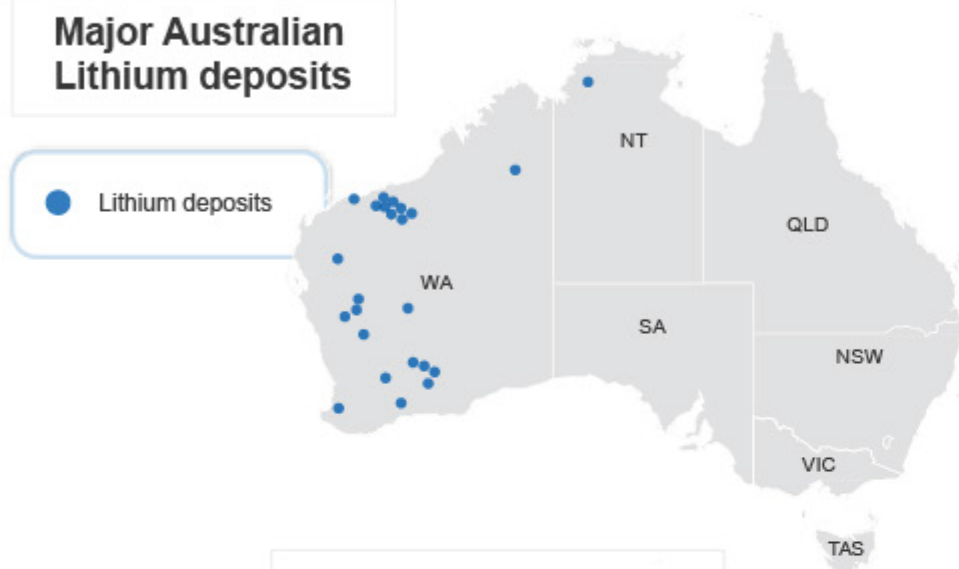 Major Australian
Lithium deposits
Lithium deposits
NT
QLD
WA
SA
NSW
VIC
TAS